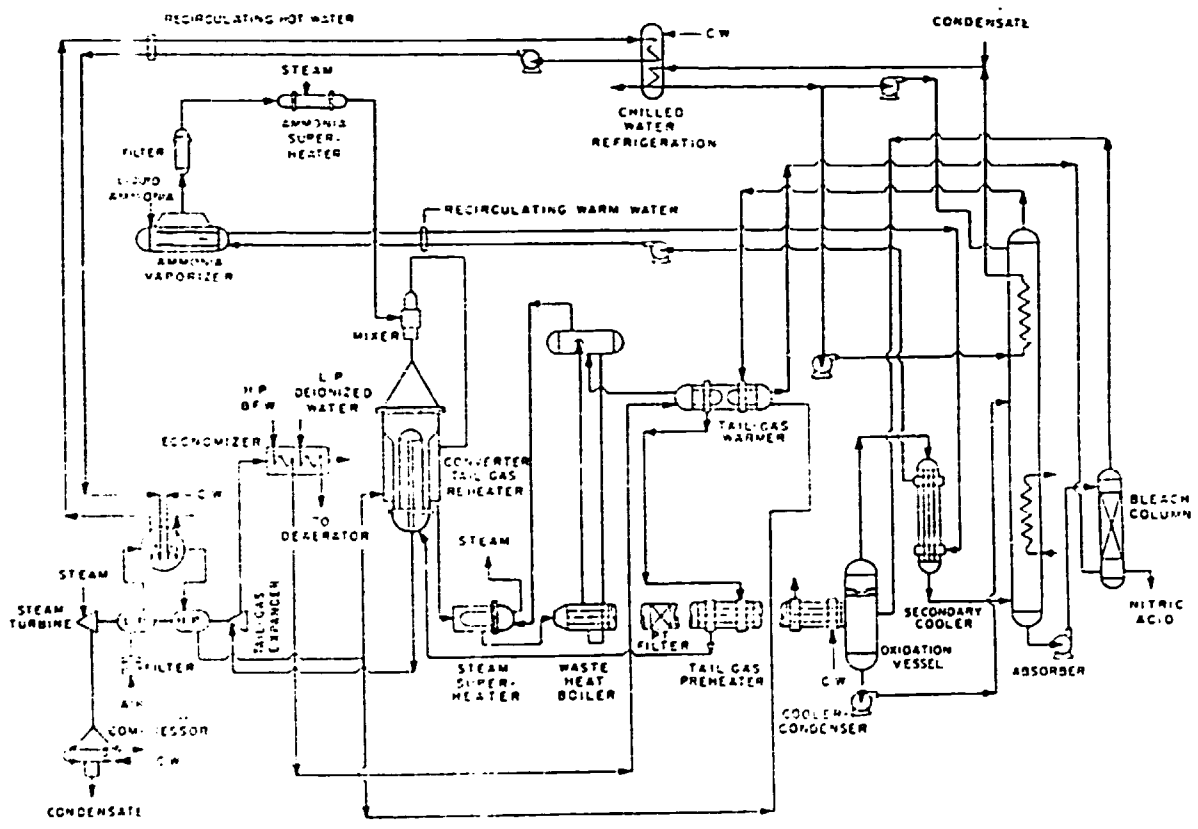 RECIRCULATING HOT WATER
C W
CONDENSATE
STEAM
AMMONIA
SUPER-
HEATER
CHILLED
WATER
REFRIGERATION
FILTER
LIQUID
AMMONIA
RECIRCULATING WARM WATER
AMMONIA
VAPORIZER
MIXER
H.P.
BFW
L.P.
DEIONIZED
WATER
ECONOMIZER
TAIL-GAS
WARMER
CONVERTER
TAIL GAS
REHEATER
C W
TO
DEAERATOR
BLEACH
COLUMN
STEAM
STEAM
STEAM
TURBINE
L.P.
H.P.
TAIL-GAS
EXPANDER
NITRIC
ACID
SECONDARY
COOLER
FILTER
PT
FILTER
OXIDATION
VESSEL
ABSORBER
STEAM
SUPER-
HEATER
WASTE
HEAT
BOILER
TAIL GAS
PREHEATER
C W
AIR
COOLER-
CONDENSER
COMPRESSOR
C W
CONDENSATE